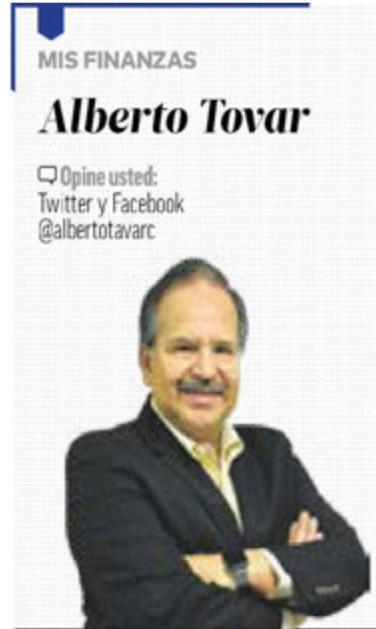 MIS FINANZAS
Alberto Tovar
Opine usted:
Twitter y Facebook
@albertotavarc